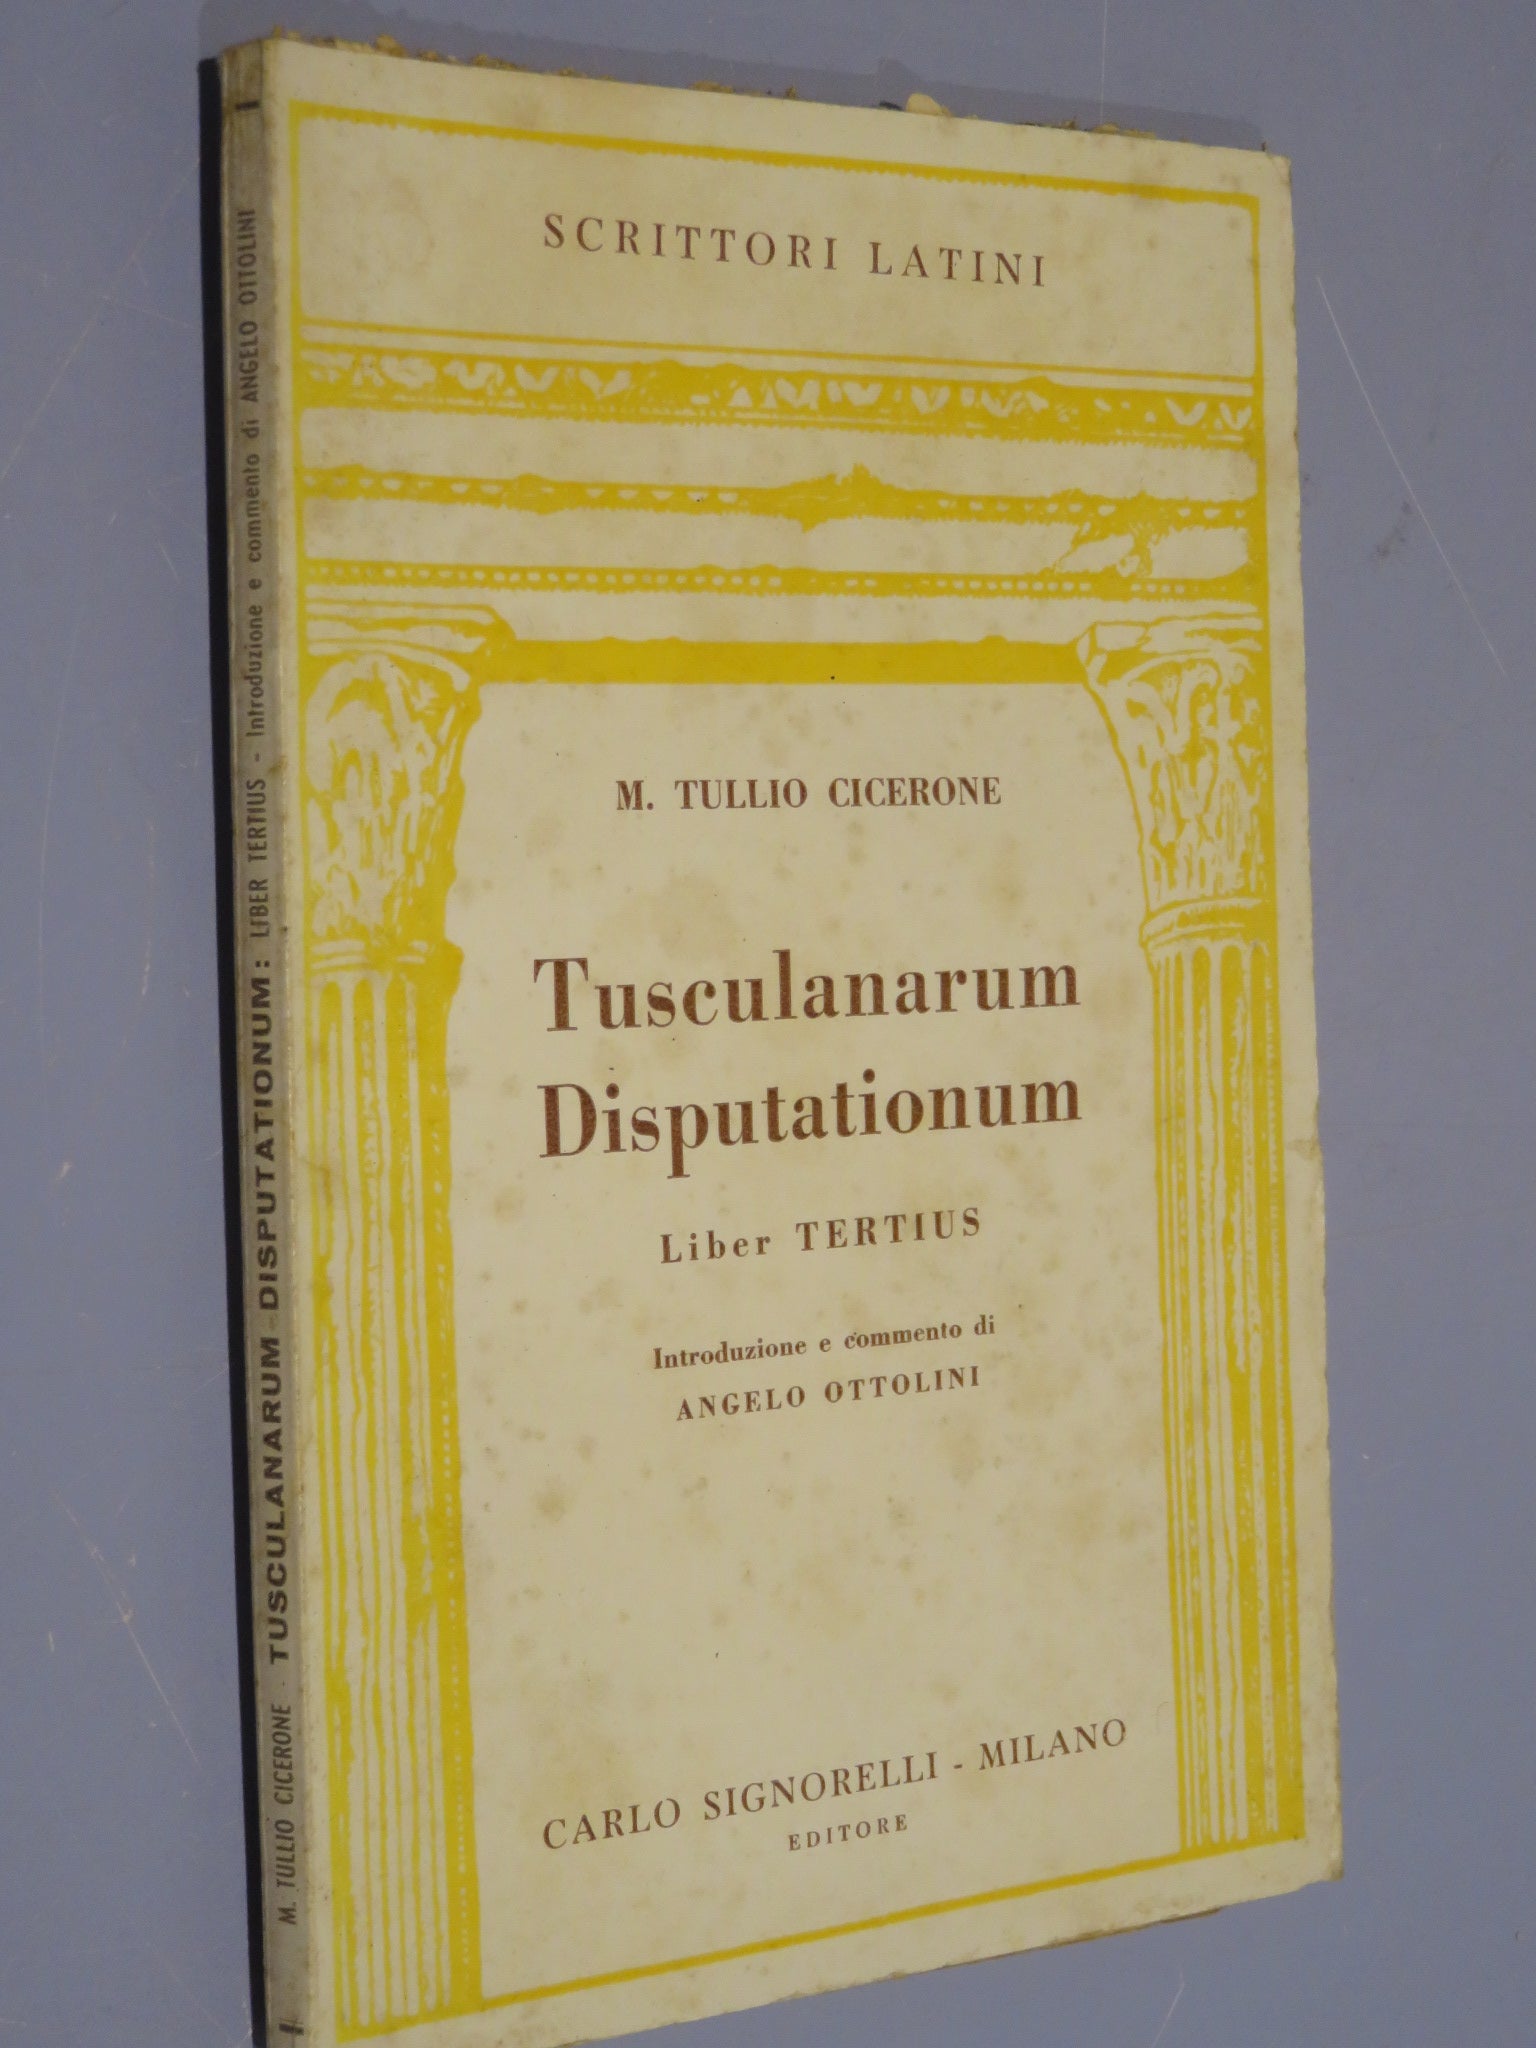 SCRITTORI LATINI
M. TULLIO CICERONE
Tusculanarum
Disputationum
Liber TERTIUS
Introduzione e commento di
ANGELO OTTOLINI
CARLO SIGNORELLI - MILANO
EDITORE
M. TULLIO CICERONE - TUSCULANARUM DISPUTATIONUM: LIBER TERTIUS - Introduzione e commento di ANGELO OTTOLINI